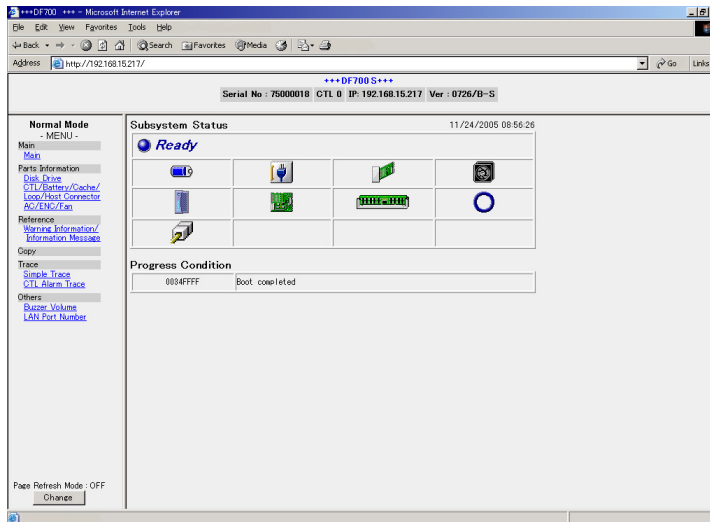 +++DF700 +++ - Microsoft Internet Explorer
File Edit View Favorites Tools Help
Back Search Favorites Media
Address http://192.168.15.217/ Go Links
+++DF700 S+++
Serial No : 75000018 CTL 0 IP: 192.168.15.217 Ver : 0726/B-S
Normal Mode
- MENU -
Main
Main
Parts Information
Disk Drive
CTL/Battery/Cache/
Loop/Host Connector
AC/ENC/Fan
Reference
Warning Information/
Information Message
Copy
Trace
Simple Trace
CTL Alarm Trace
Others
Buzzer Volume
LAN Port Number
Page Refresh Mode : OFF
Change
Subsystem Status 11/24/2005 08:56:26
Ready
Progress Condition
0034FFFF Boot completed